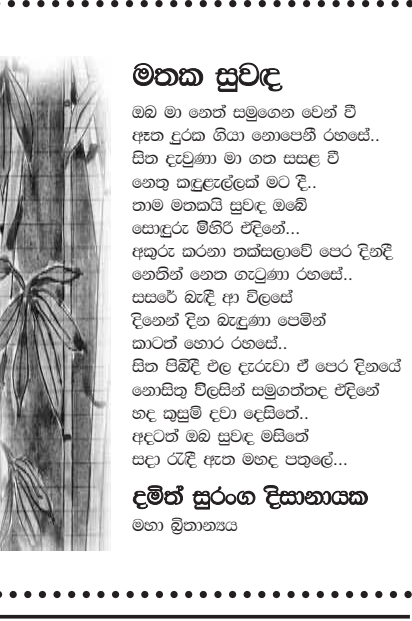 මතක සුවඳ
ඔබ මා නෙත් සමුගෙන වෙන් වී
ඈත දුරක ගියා නොපෙනී රහසේ..
සිත දැවුණා මා ගත සසළ වී
නෙතු කඳුළැල්ලක් මට දී..
තාම මතකයි සුවඳ ඔබේ
සොඳුරු මිහිරි එදිනේ...
අකුරු කරනා තක්සලාවේ පෙර දිනදී
නෙතින් නෙත ගැටුණා රහසේ..
සසරේ බැඳී ආ විලසේ
දිනෙන් දින බැඳුණා පෙමින්
කාටත් හොර රහසේ..
සිත පිබිදී ඵල දැරුවා ඒ පෙර දිනයේ
නොසිතු විලසින් සමුගත්තද එදිනේ
හද කුසුම් දවා දෙසිතේ..
අදටත් ඔබ සුවඳ මසිතේ
සදා රැඳී ඇත මහද පතුලේ...
දමිත් සුරංග දිසානායක
මහා බ්‍රිතාන්‍යය